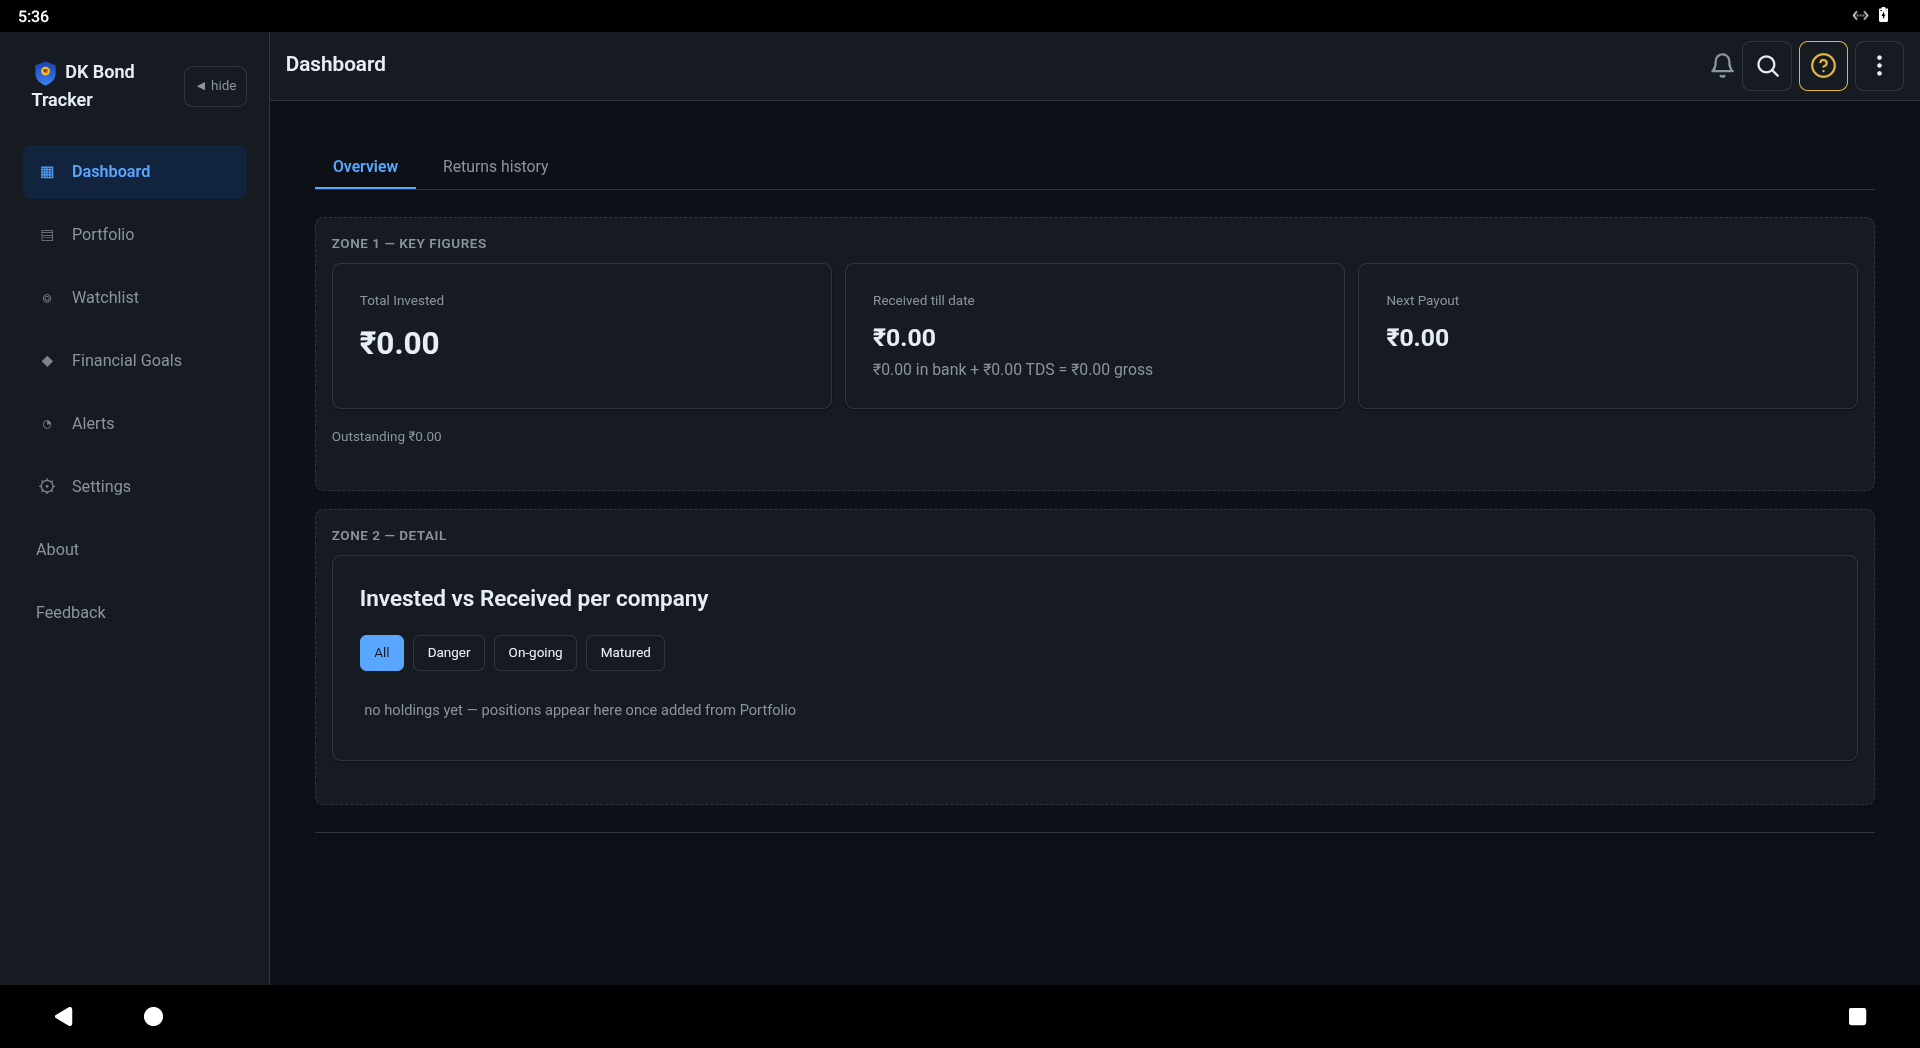 5:36
DK Bond
Tracker
◄ hide
Dashboard
Dashboard
Portfolio
Watchlist
Financial Goals
Alerts
Settings
About
Feedback
Overview
Returns history
ZONE 1 — KEY FIGURES
Total Invested
₹0.00
Received till date
₹0.00
₹0.00 in bank + ₹0.00 TDS = ₹0.00 gross
Next Payout
₹0.00
Outstanding ₹0.00
ZONE 2 — DETAIL
Invested vs Received per company
All
Danger
On-going
Matured
no holdings yet — positions appear here once added from Portfolio